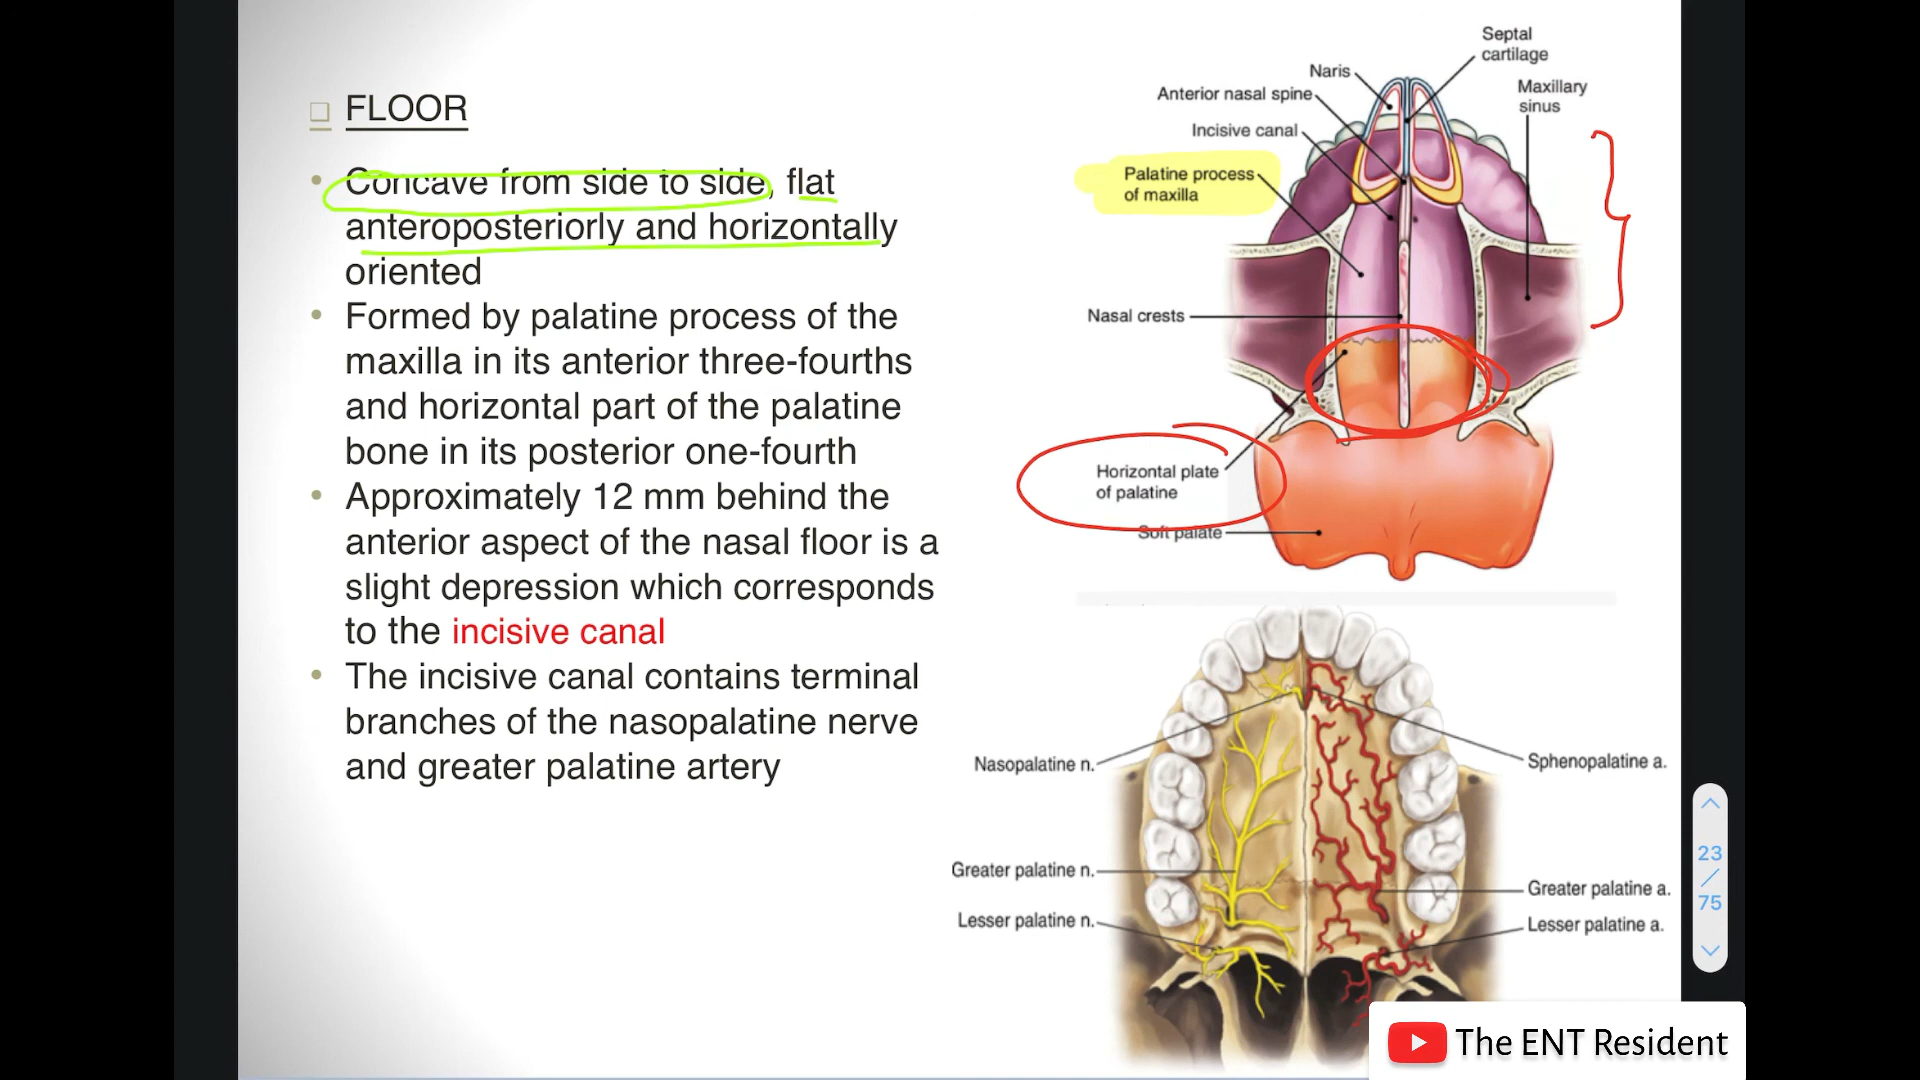 FLOOR
• Concave from side to side, flat
anteroposteriorly and horizontally
oriented
• Formed by palatine process of the
maxilla in its anterior three-fourths
and horizontal part of the palatine
bone in its posterior one-fourth
• Approximately 12 mm behind the
anterior aspect of the nasal floor is a
slight depression which corresponds
to the incisive canal
• The incisive canal contains terminal
branches of the nasopalatine nerve
and greater palatine artery
Septal
cartilage
Naris
Anterior nasal spine
Maxillary
sinus
Incisive canal
Palatine process
of maxilla
Nasal crests
Horizontal plate
of palatine
Soft palate
Nasopalatine n.
Sphenopalatine a.
Greater palatine n.
Greater palatine a.
Lesser palatine n.
Lesser palatine a.
23
/
75
The ENT Resident